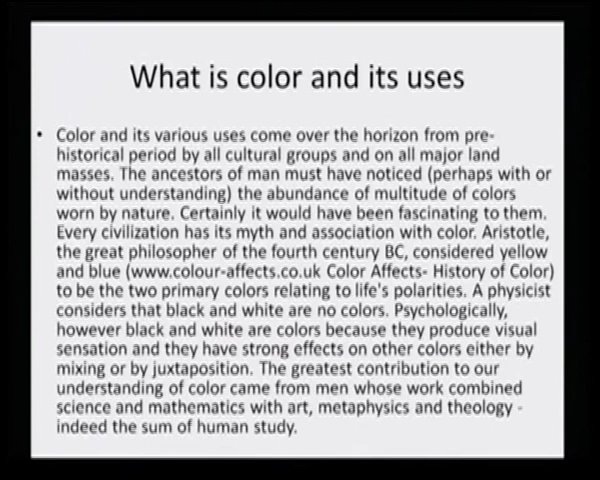 What is color and its uses
• Color and its various uses come over the horizon from pre-
historical period by all cultural groups and on all major land
masses. The ancestors of man must have noticed (perhaps with or
without understanding) the abundance of multitude of colors
worn by nature. Certainly it would have been fascinating to them.
Every civilization has its myth and association with color. Aristotle,
the great philosopher of the fourth century BC, considered yellow
and blue (www.colour-affects.co.uk Color Affects- History of Color)
to be the two primary colors relating to life's polarities. A physicist
considers that black and white are no colors. Psychologically,
however black and white are colors because they produce visual
sensation and they have strong effects on other colors either by
mixing or by juxtaposition. The greatest contribution to our
understanding of color came from men whose work combined
science and mathematics with art, metaphysics and theology -
indeed the sum of human study.